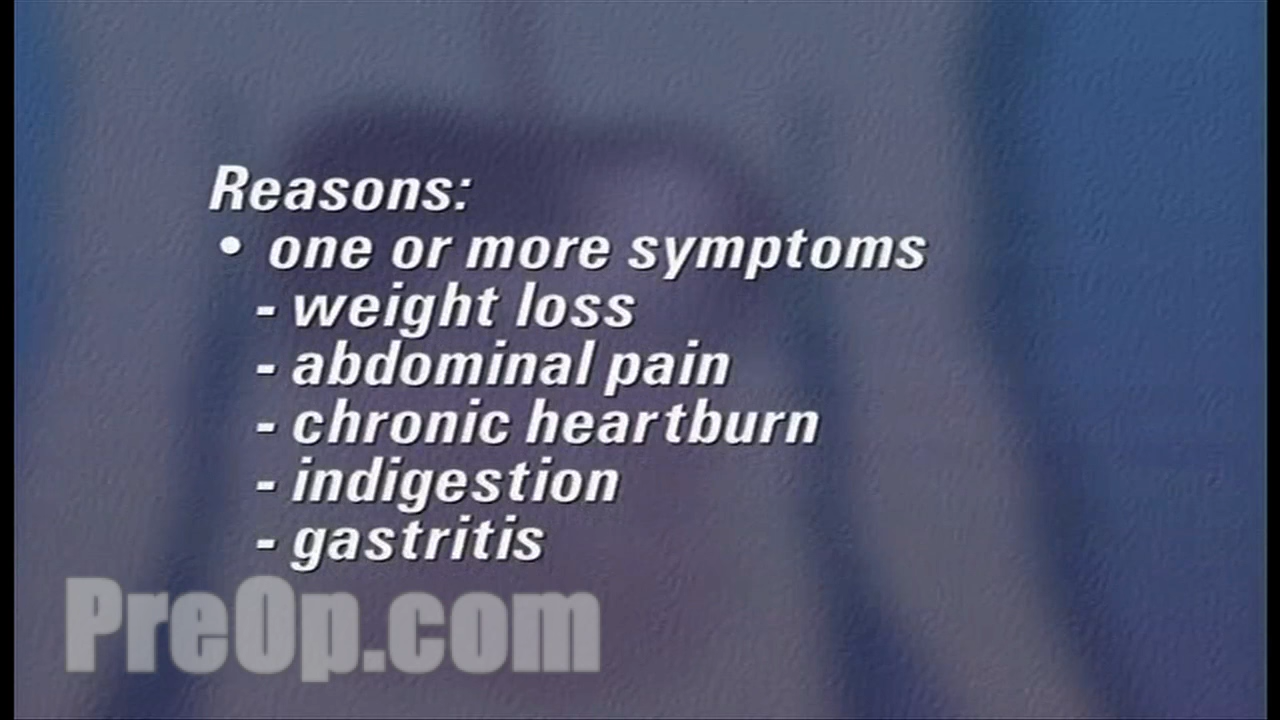 Reasons:
• one or more symptoms
- weight loss
- abdominal pain
- chronic heartburn
- indigestion
- gastritis
PreOp.com